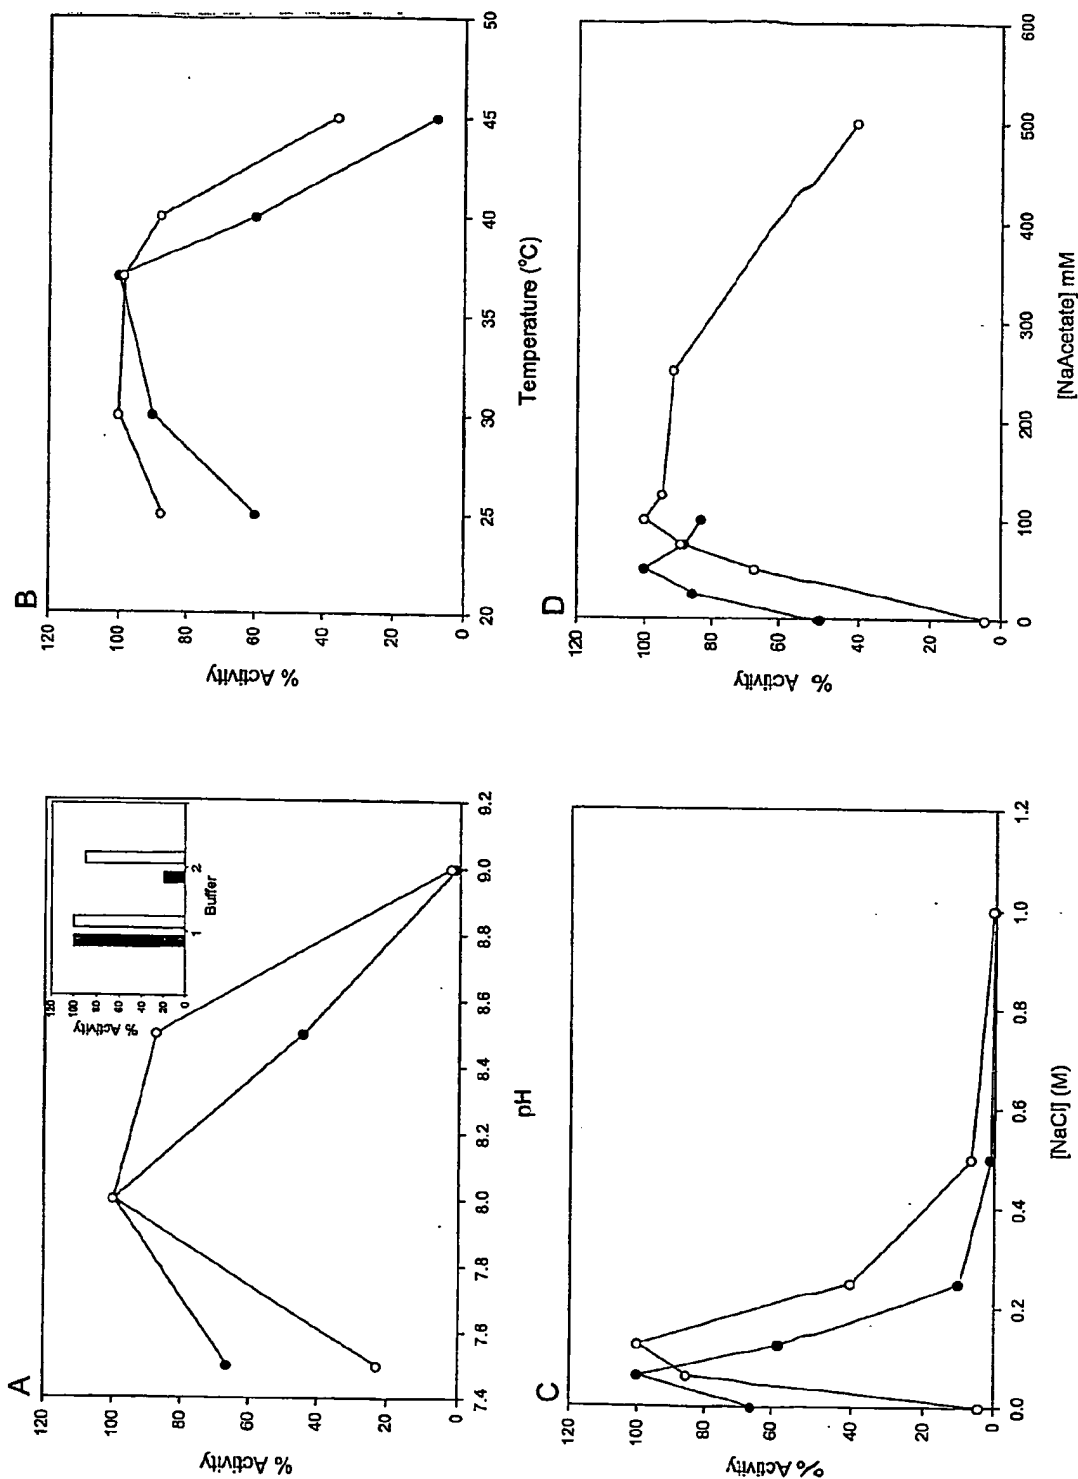 A
% Activity
120
100
80
60
40
20
0
7.4 7.6 7.8 8.0 8.2 8.4 8.6 8.8 9.0 9.2
pH
% Activity
120
100
80
60
40
20
0
1 2
Buffer
B
% Activity
120
100
80
60
40
20
0
20 25 30 35 40 45 50
Temperature (°C)
C
% Activity
120
100
80
60
40
20
0
0.0 0.2 0.4 0.6 0.8 1.0 1.2
[NaCl] (M)
D
% Activity
120
100
80
60
40
20
0
0 100 200 300 400 500 600
[NaAcetate] mM